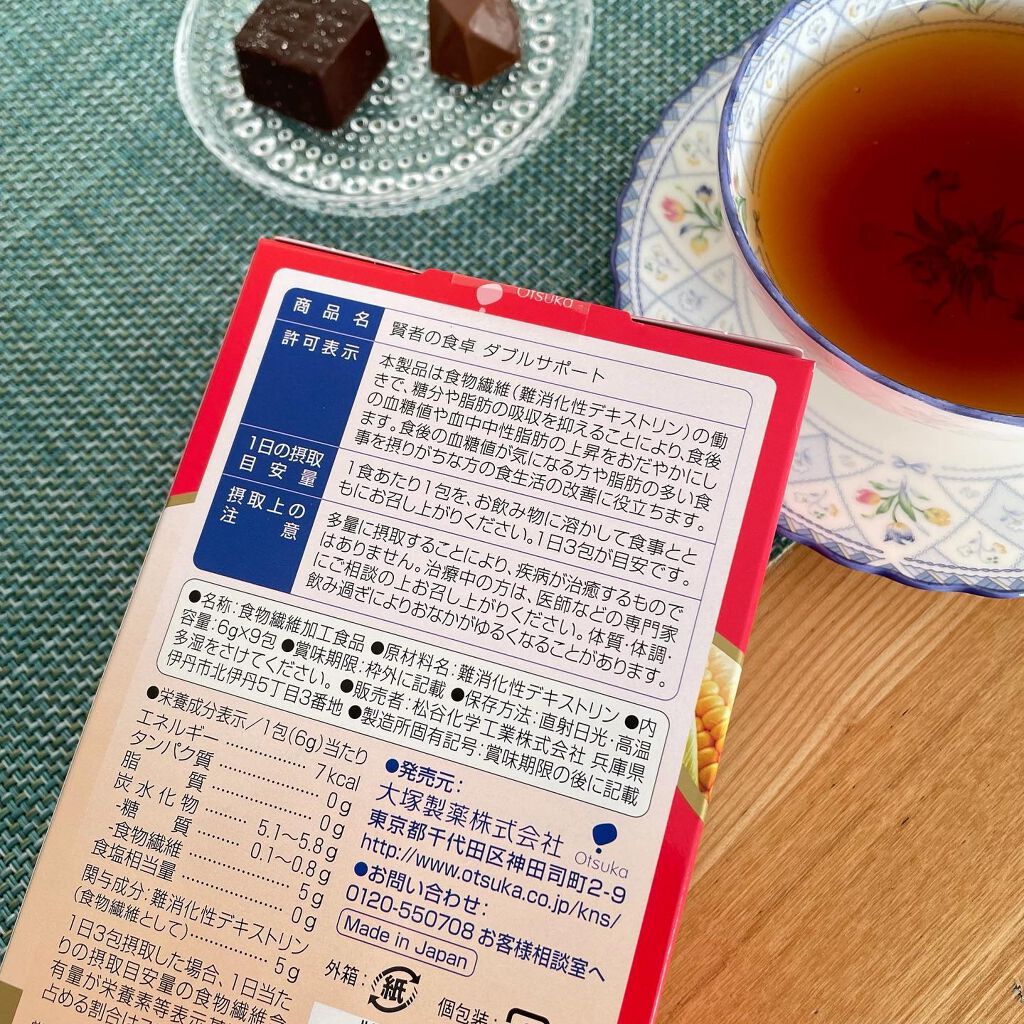 Otsuka
商品名
賢者の食卓 ダブルサポート
許可表示
本製品は食物繊維(難消化性デキストリン)の働
きで、糖分や脂肪の吸収を抑えることにより、食後
の血糖値や血中中性脂肪の上昇をおだやかにし
ます。食後の血糖値が気になる方や脂肪の多い食
事を摂りがちな方の食生活の改善に役立ちます。
1日の摂取
目安量
1食あたり1包を、お飲み物に溶かして食事とと
もにお召し上がりください。1日3包が目安です。
摂取上の
注意
多量に摂取することにより、疾病が治癒するもので
はありません。治療中の方は、医師などの専門家
にご相談の上お召し上がりください。体質・体調・
飲み過ぎによりおなかがゆるくなることがあります。
●名称:食物繊維加工食品 ●原材料名:難消化性デキストリン ●内
容量:6g×9包 ●賞味期限:枠外に記載 ●保存方法:直射日光・高温
多湿をさけてください。 ●販売者:松谷化学工業株式会社 兵庫県
伊丹市北伊丹5丁目3番地 ●製造所固有記号:賞味期限の後に記載
●栄養成分表示/1包(6g)当たり
エネルギー 7kcal
タンパク質 0g
脂質 0g
炭水化物 5.1~5.8g
-糖質 0.1~0.8g
-食物繊維 5g
食塩相当量 0g
関与成分:難消化性デキストリン
(食物繊維として) 5g
1日3包摂取した場合、1日当た
りの摂取目安量の食物繊維含
有量が栄養素等表示基
占める割合は
●発売元:
大塚製薬株式会社
東京都千代田区神田司町2-9
http://www.otsuka.co.jp/kns/
Otsuka
●お問い合わせ:
0120-550708 お客様相談室へ
Made in Japan
外箱:
紙
個包装: